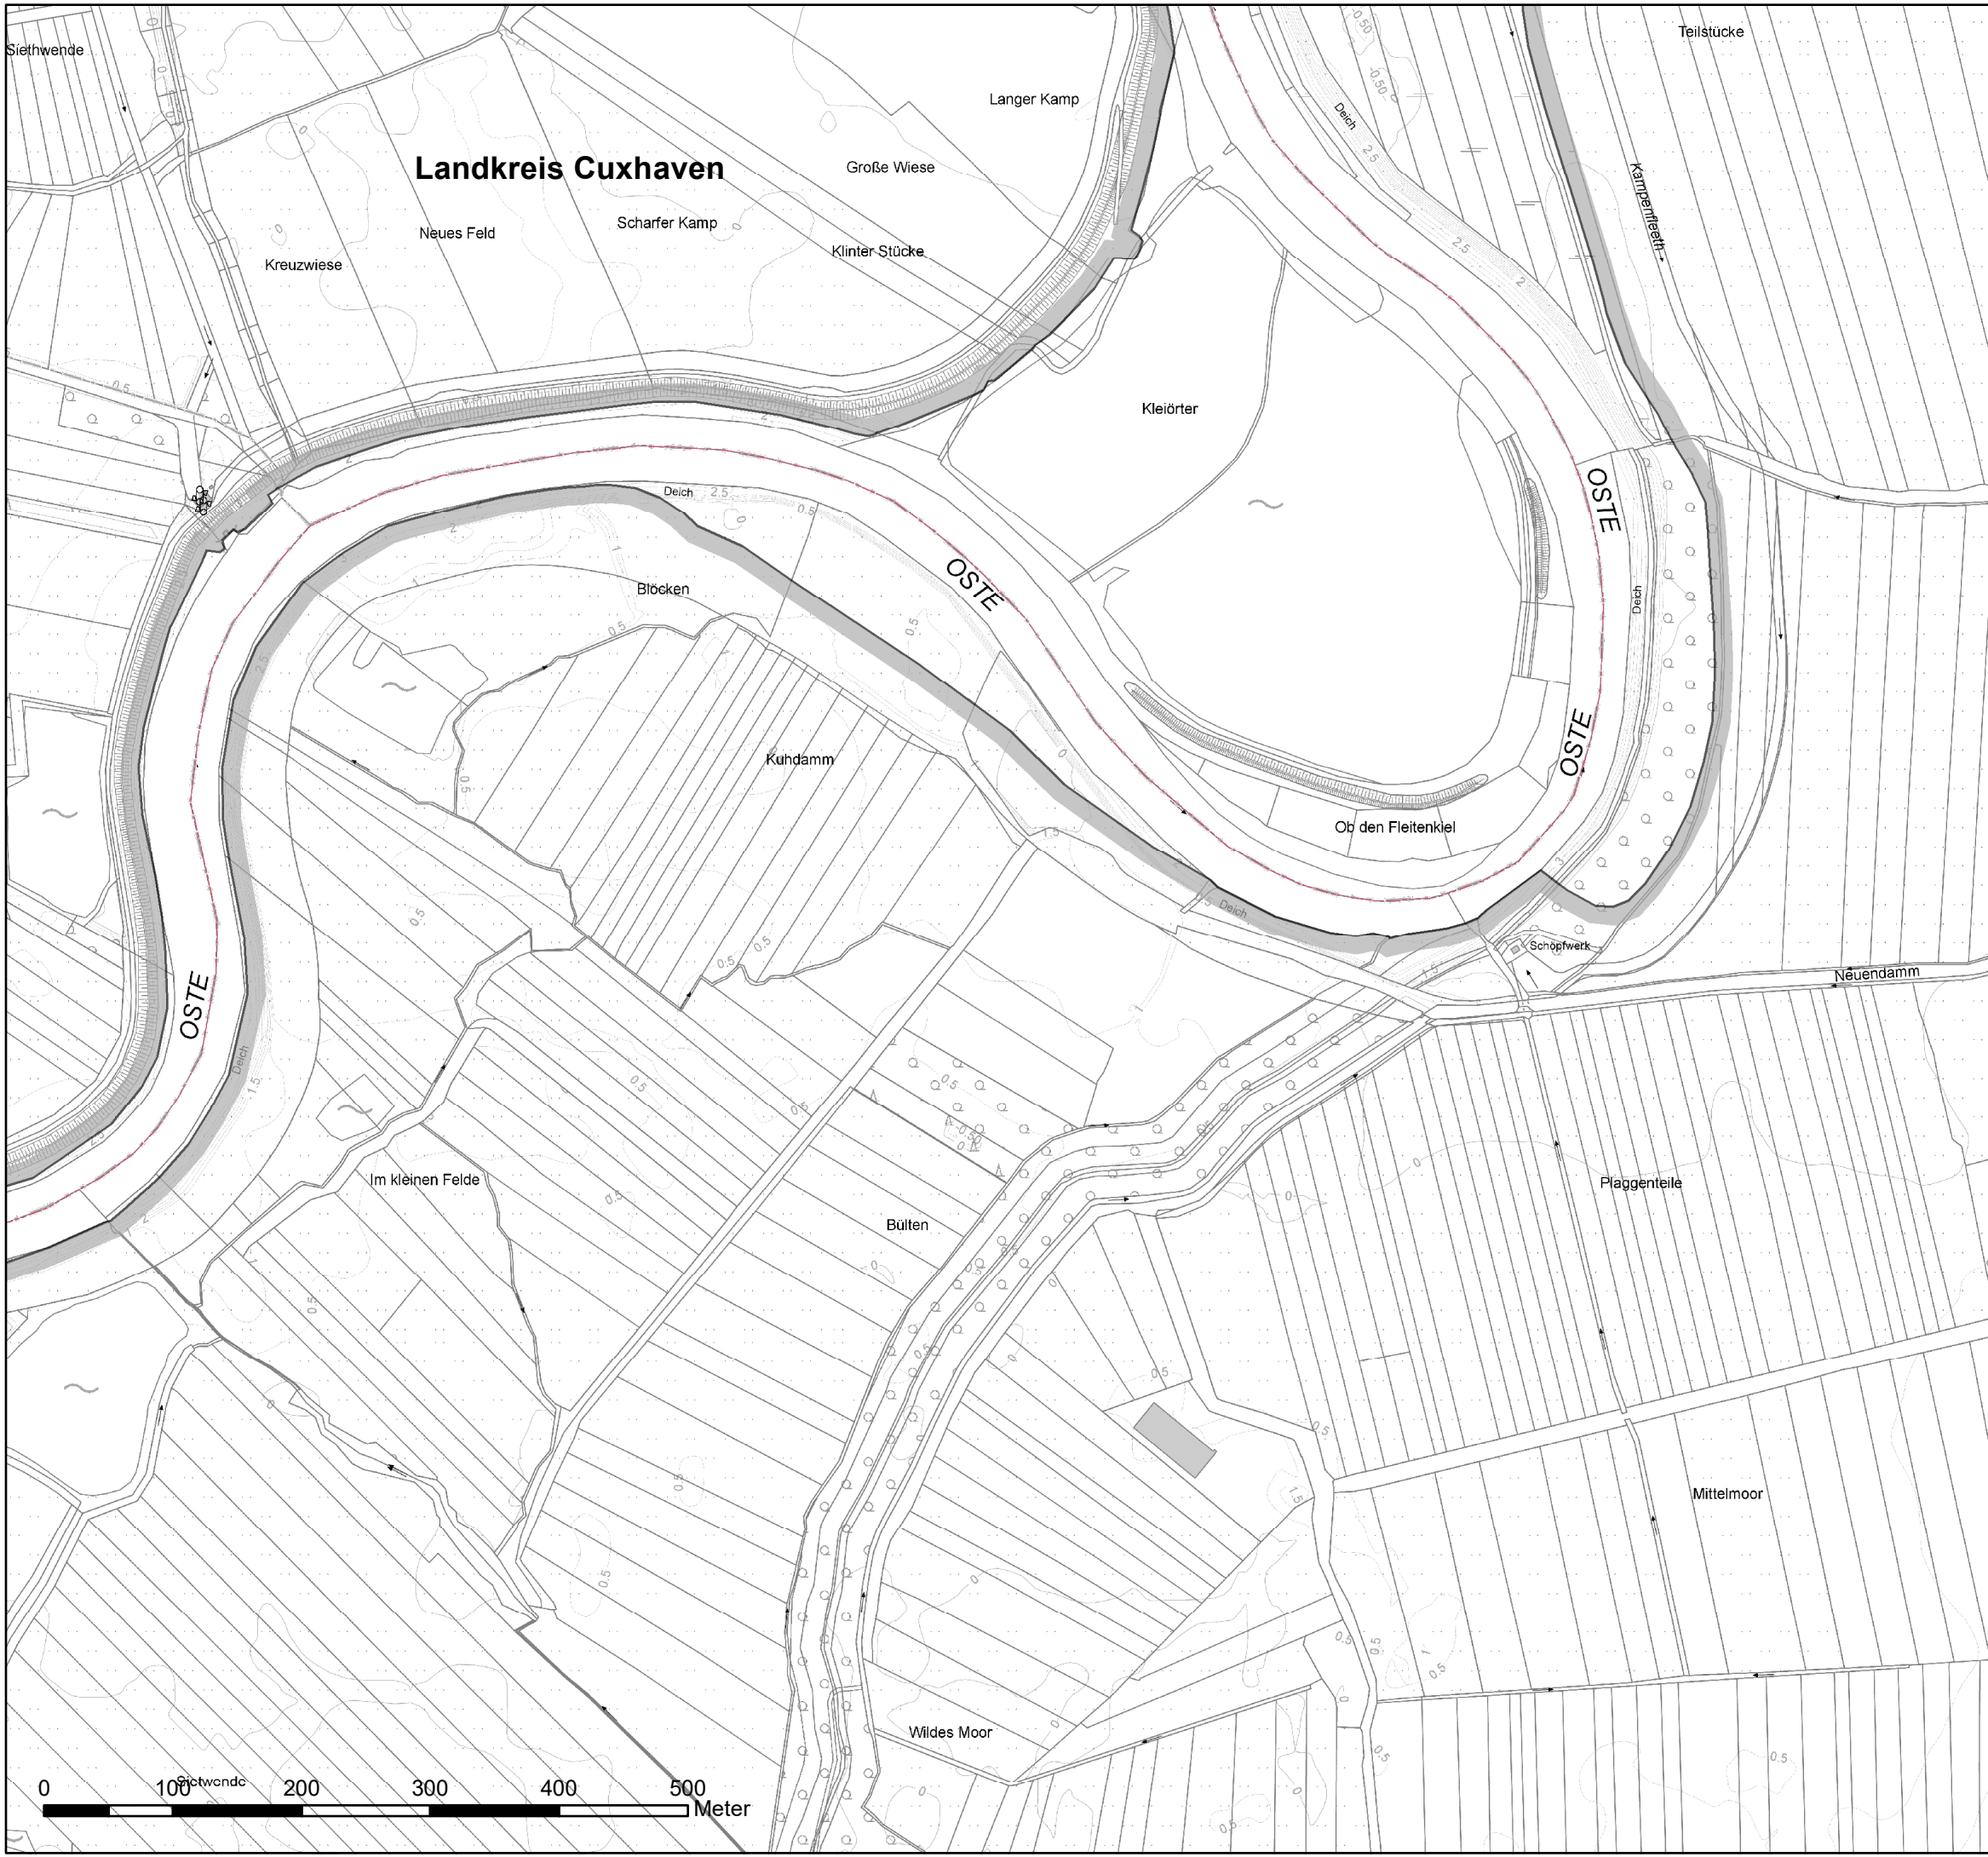 Siethwende
Teilstücke
Langer Kamp
Deich
Landkreis Cuxhaven
Große Wiese
Kampenfleeth
Neues Feld
Scharfer Kamp
Klinter Stücke
Kreuzwiese
Kleiörter
Deich
OSTE
OSTE
Blöcken
Deich
OSTE
Kuhdamm
Ob den Fleitenkiel
Deich
Schöpfwerk
Neuendamm
OSTE
Deich
Im kleinen Felde
Plaggenteile
Bülten
Mittelmoor
Wildes Moor
Sietwende
0 100 200 300 400 500
Meter